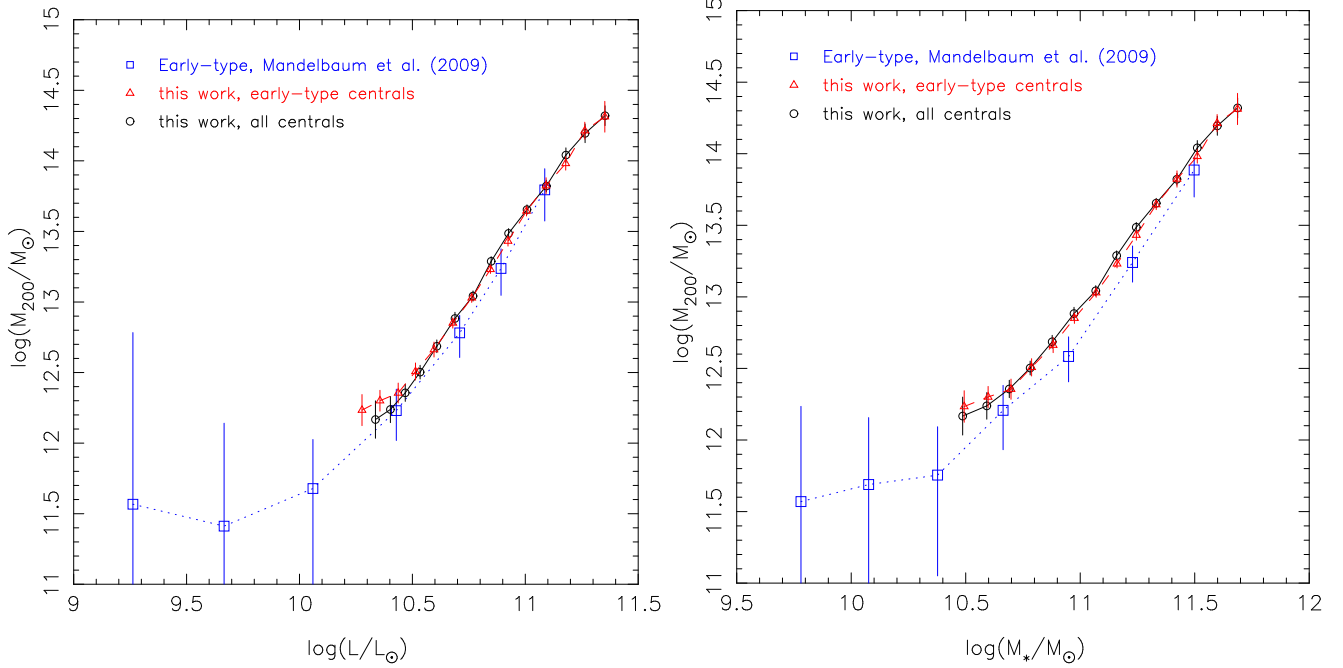 Early-type, Mandelbaum et al. (2009)
this work, early-type centrals
this work, all centrals
log(M200/M⊙)
11 11.5 12 12.5 13 13.5 14 14.5 15
9 9.5 10 10.5 11 11.5
log(L/L⊙)
Early-type, Mandelbaum et al. (2009)
this work, early-type centrals
this work, all centrals
log(M200/M⊙)
11 11.5 12 12.5 13 13.5 14 14.5 15
9.5 10 10.5 11 11.5 12
log(M*/M⊙)